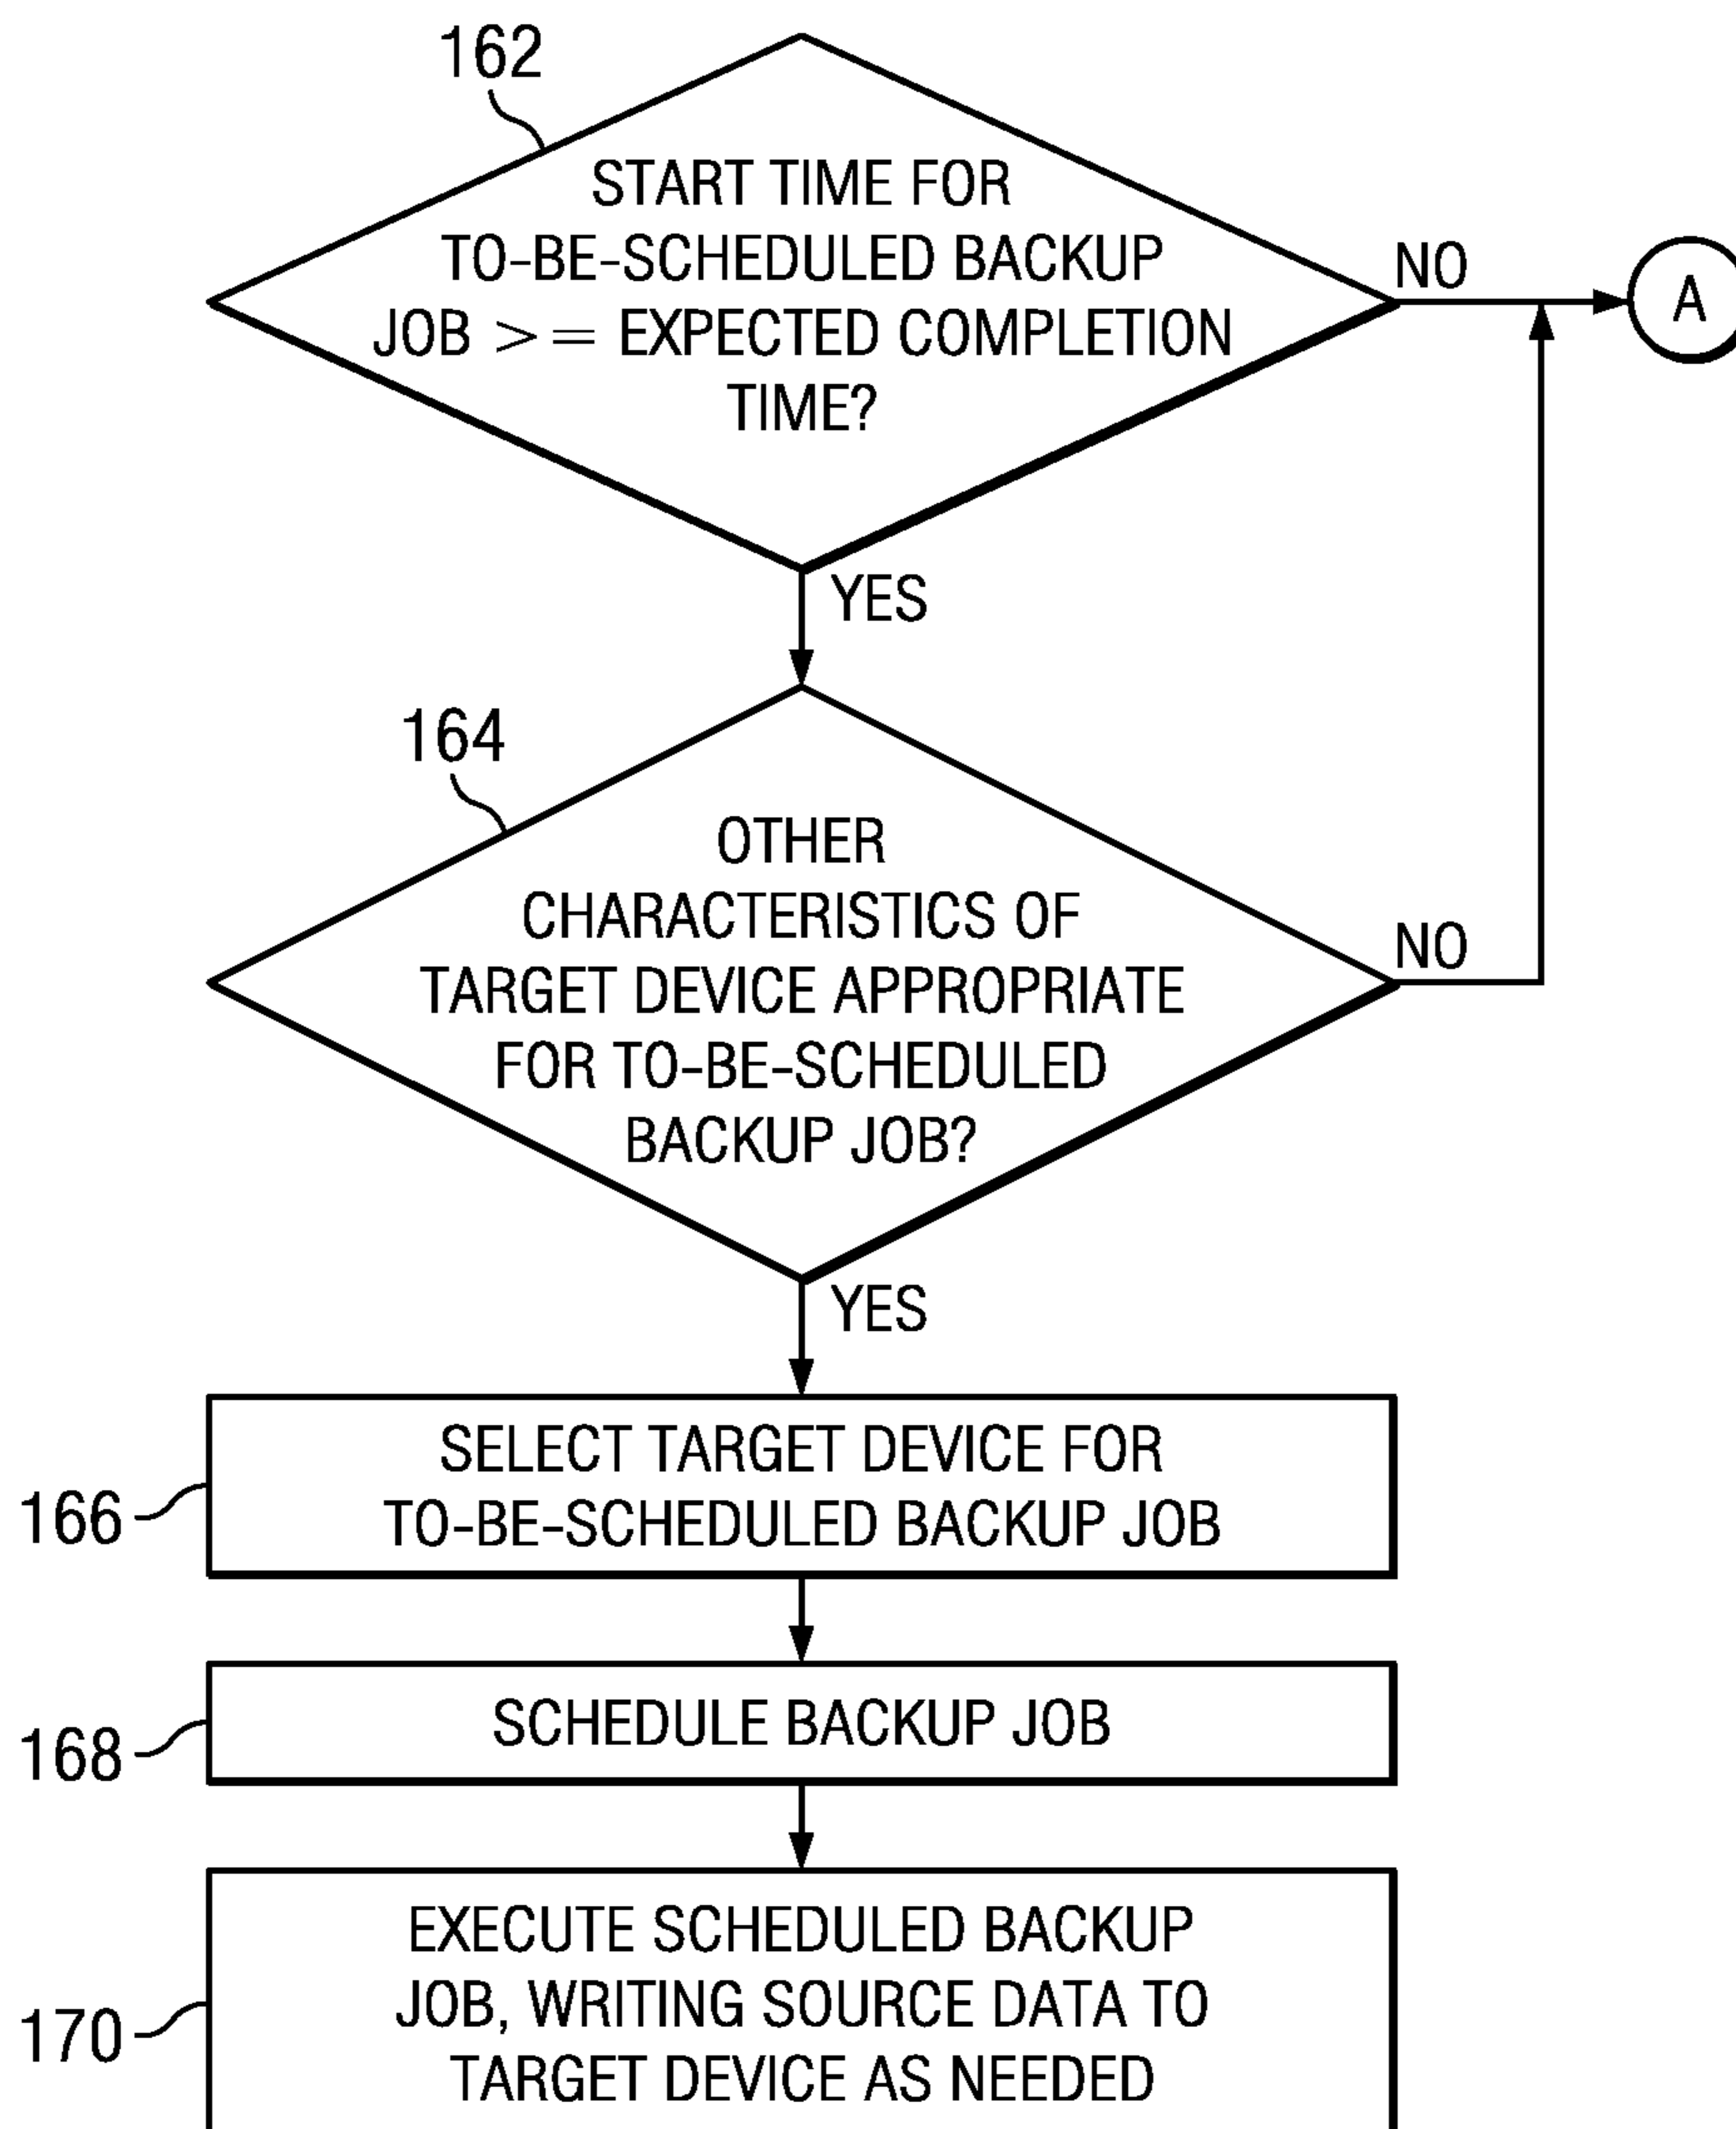 162
START TIME FOR
TO-BE-SCHEDULED BACKUP
JOB >= EXPECTED COMPLETION
TIME?
NO
A
YES
164
OTHER
CHARACTERISTICS OF
TARGET DEVICE APPROPRIATE
FOR TO-BE-SCHEDULED
BACKUP JOB?
NO
YES
166
SELECT TARGET DEVICE FOR
TO-BE-SCHEDULED BACKUP JOB
168
SCHEDULE BACKUP JOB
170
EXECUTE SCHEDULED BACKUP
JOB, WRITING SOURCE DATA TO
TARGET DEVICE AS NEEDED